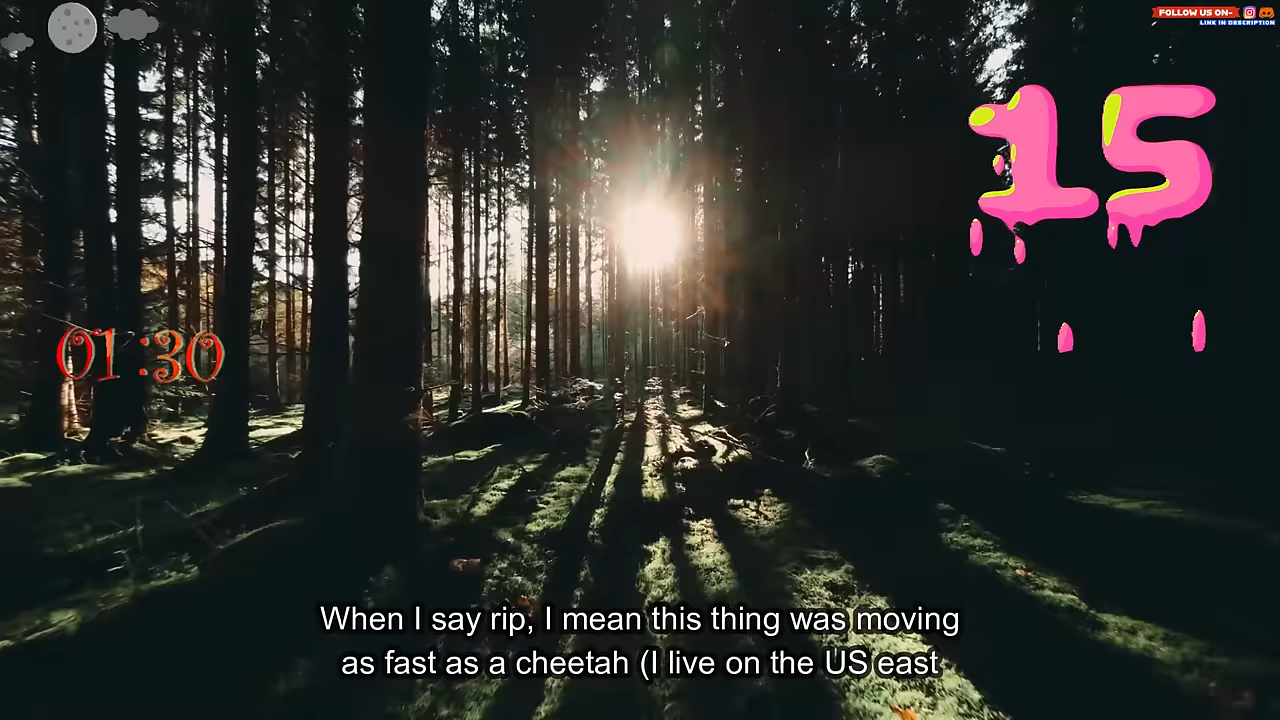 FOLLOW US ON-
LINK IN DESCRIPTION
15
01:30
When I say rip, I mean this thing was moving
as fast as a cheetah (I live on the US east